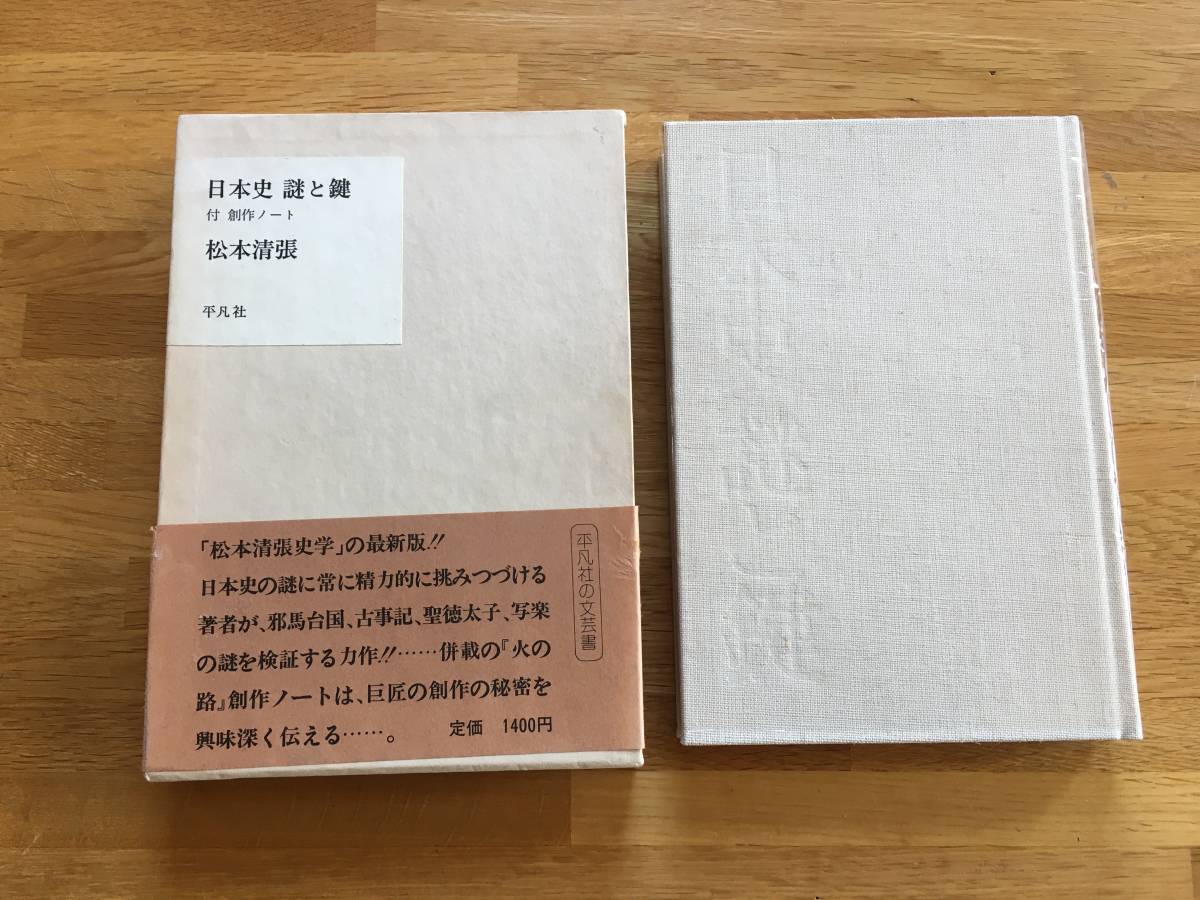 日本史 謎と鍵
付 創作ノート
松本清張
平凡社
「松本清張史学」の最新版!!
日本史の謎に常に精力的に挑みつづける
著者が、邪馬台国、古事記、聖徳太子、写楽
の謎を検証する力作!!……併載の『火の
路』創作ノートは、巨匠の創作の秘密を
興味深く伝える……。
定価 1400円
平凡社の文芸書
日本史 謎と鍵